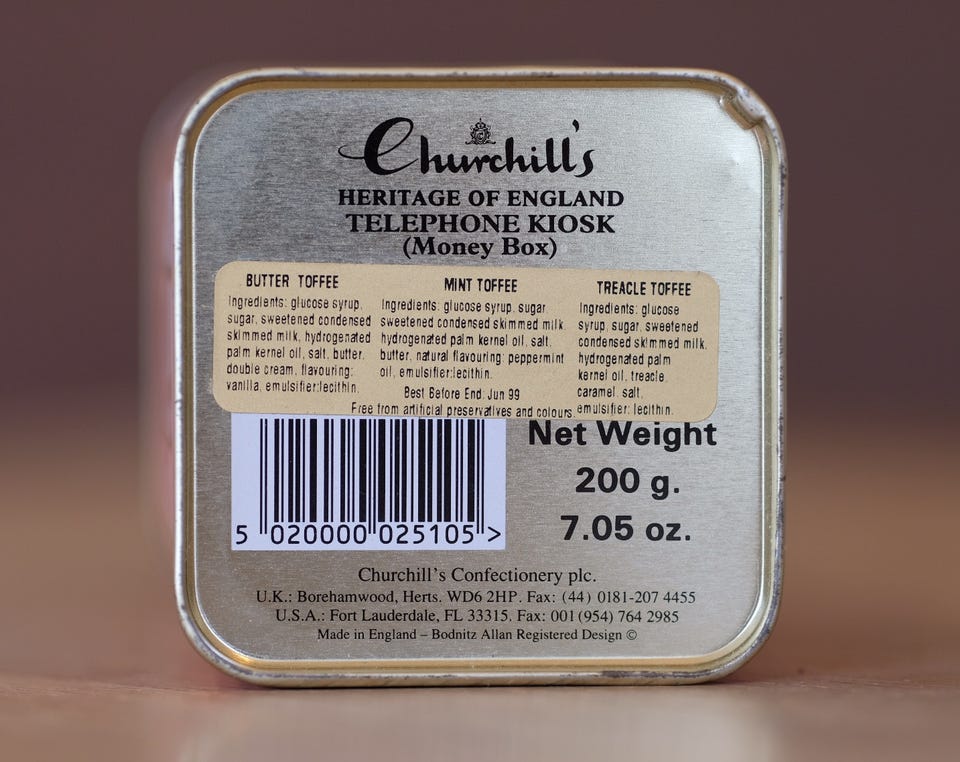 Churchill's
HERITAGE OF ENGLAND
TELEPHONE KIOSK
(Money Box)
BUTTER TOFFEE
Ingredients: glucose syrup,
sugar, sweetened condensed
skimmed milk, hydrogenated
palm kernel oil, salt, butter,
double cream, flavouring:
vanilla, emulsifier:lecithin.
MINT TOFFEE
Ingredients: glucose syrup, sugar,
sweetened condensed skimmed milk,
hydrogenated palm kernel oil, salt,
butter, natural flavouring: peppermint
oil, emulsifier:lecithin.
Best Before End: Jun 99
Free from artificial preservatives and colours.
TREACLE TOFFEE
Ingredients: glucose
syrup, sugar, sweetened
condensed skimmed milk,
hydrogenated palm
kernel oil, treacle,
caramel, salt,
emulsifier: lecithin.
5 020000 025105 >
Net Weight
200 g.
7.05 oz.
Churchill's Confectionery plc.
U.K.: Borehamwood, Herts. WD6 2HP. Fax: (44) 0181-207 4455
U.S.A.: Fort Lauderdale, FL 33315. Fax: 001 (954) 764 2985
Made in England – Bodnitz Allan Registered Design ©